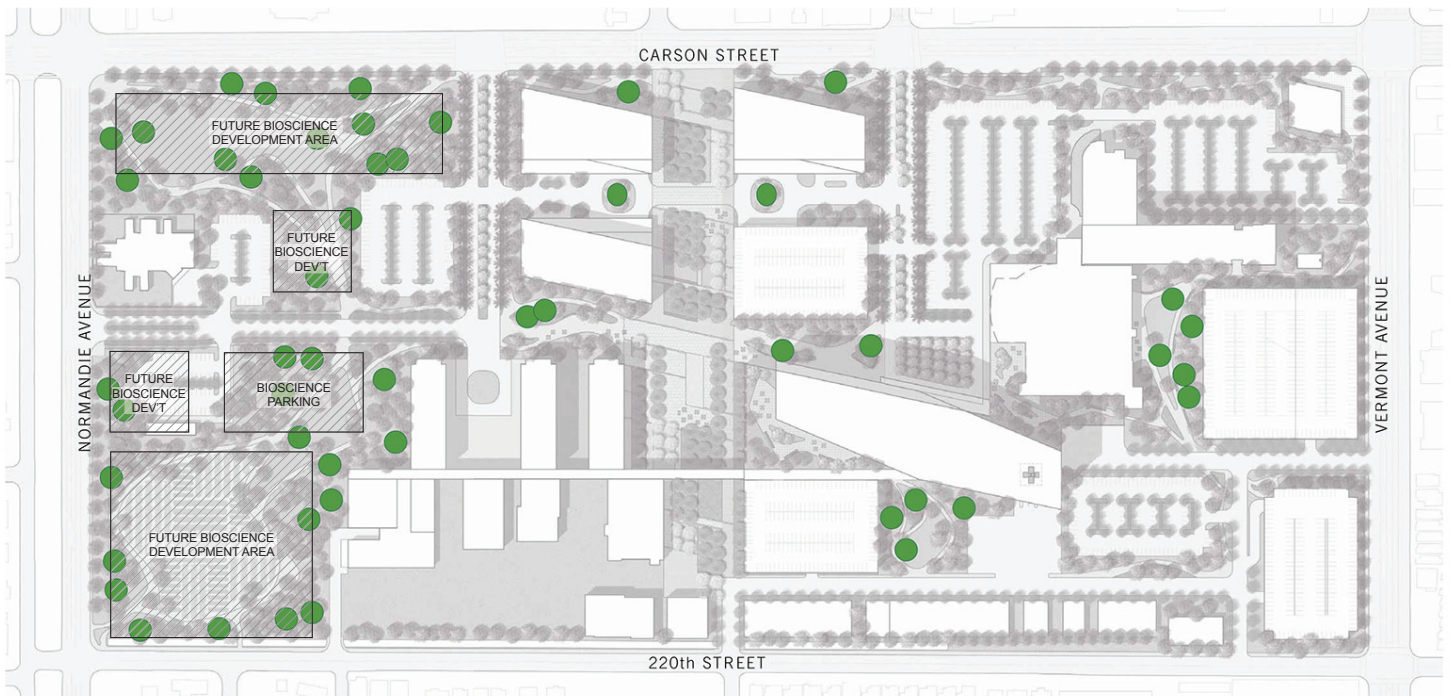 CARSON STREET
FUTURE BIOSCIENCE
DEVELOPMENT AREA
FUTURE
BIOSCIENCE
DEV'T
NORMANDIE AVENUE
VERMONT AVENUE
FUTURE
BIOSCIENCE
DEV'T
BIOSCIENCE
PARKING
FUTURE BIOSCIENCE
DEVELOPMENT AREA
220th STREET